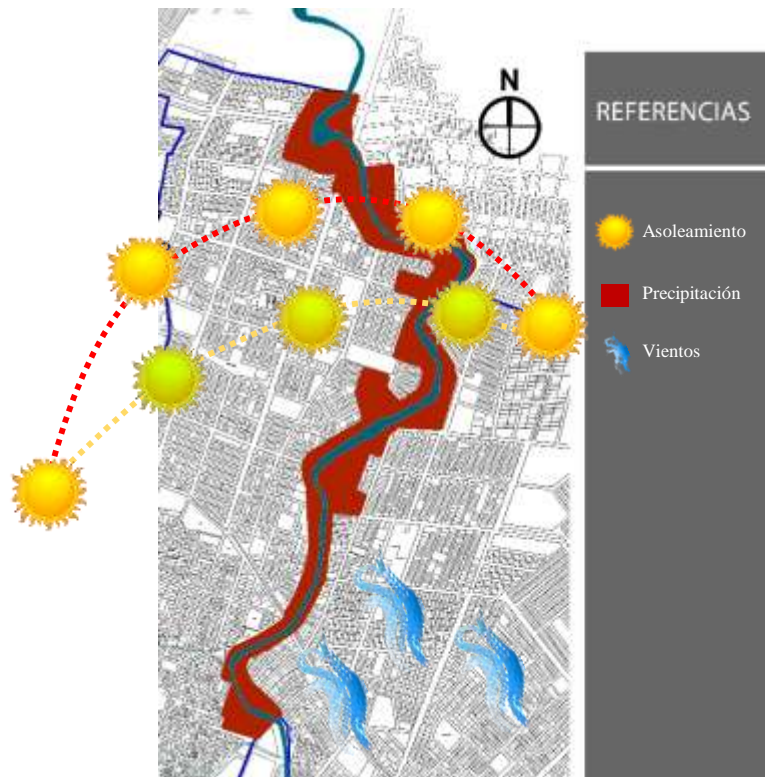 N
REFERENCIAS
Asoleamiento
Precipitación
Vientos